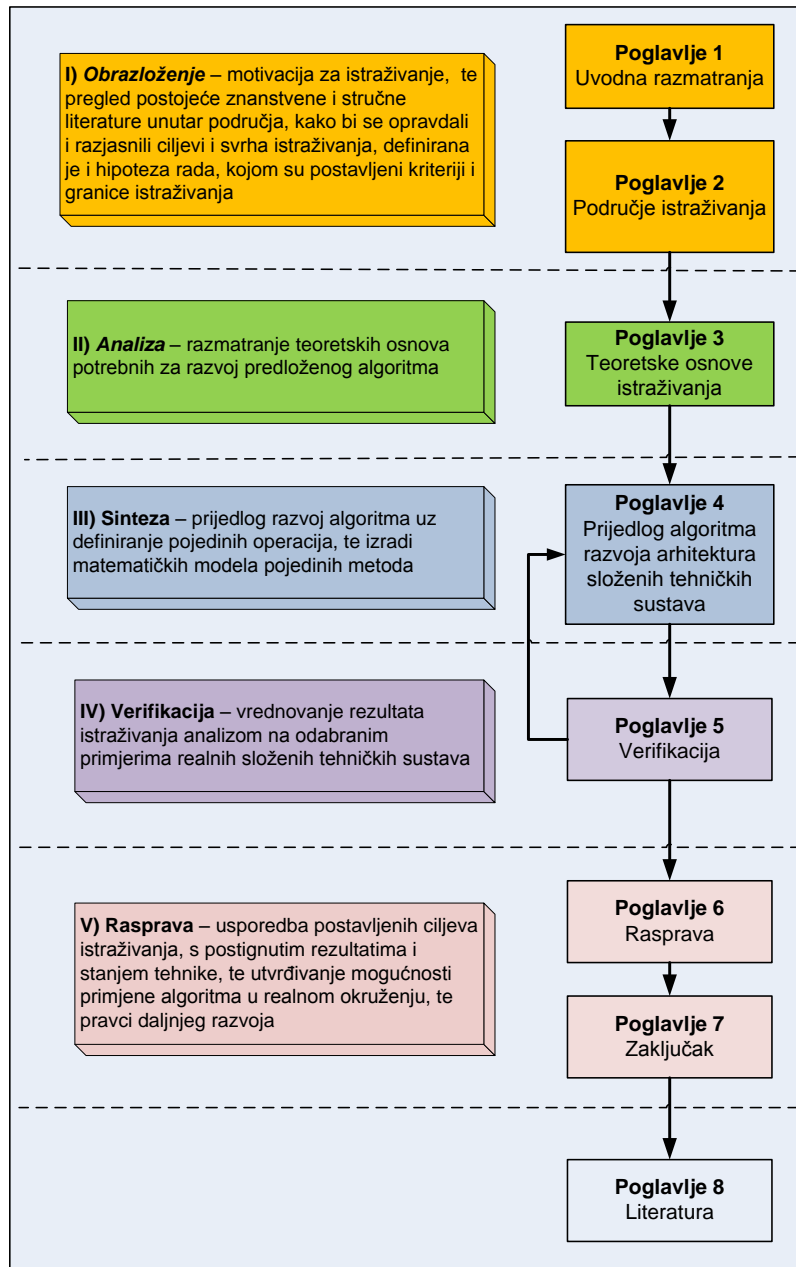 I) Obrazloženje – motivacija za istraživanje, te
pregled postojeće znanstvene i stručne
literature unutar područja, kako bi se opravdali
i razjasnili ciljevi i svrha istraživanja, definirana
je i hipoteza rada, kojom su postavljeni kriteriji i
granice istraživanja
Poglavlje 1
Uvodna razmatranja
Poglavlje 2
Područje istraživanja
II) Analiza – razmatranje teoretskih osnova
potrebnih za razvoj predloženog algoritma
Poglavlje 3
Teoretske osnove
istraživanja
III) Sinteza – prijedlog razvoj algoritma uz
definiranje pojedinih operacija, te izradi
matematičkih modela pojedinih metoda
Poglavlje 4
Prijedlog algoritma
razvoja arhitektura
složenih tehničkih
sustava
IV) Verifikacija – vrednovanje rezultata
istraživanja analizom na odabranim
primjerima realnih složenih tehničkih sustava
Poglavlje 5
Verifikacija
V) Rasprava – usporedba postavljenih ciljeva
istraživanja, s postignutim rezultatima i
stanjem tehnike, te utvrđivanje mogućnosti
primjene algoritma u realnom okruženju, te
pravci daljnjeg razvoja
Poglavlje 6
Rasprava
Poglavlje 7
Zaključak
Poglavlje 8
Literatura